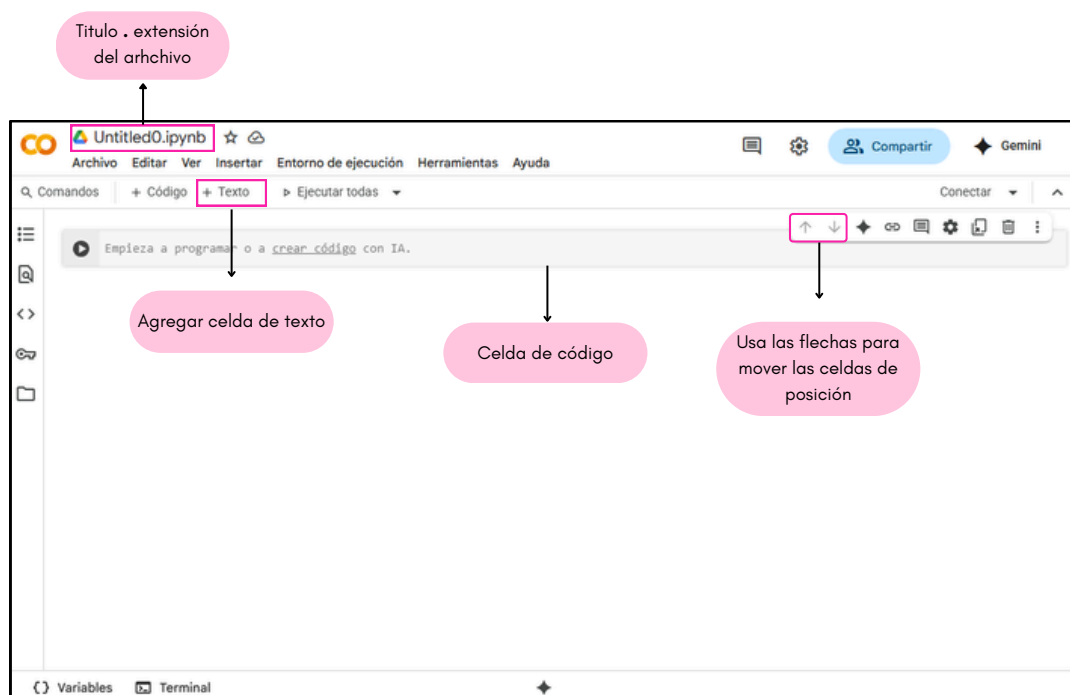 Titulo . extensión
del arhchivo
CO
Untitled0.ipynb
Archivo Editar Ver Insertar Entorno de ejecución Herramientas Ayuda
Compartir
Gemini
Comandos + Código + Texto Ejecutar todas
Conectar
Empieza a programar o a crear código con IA.
Agregar celda de texto
Celda de código
Usa las flechas para
mover las celdas de
posición
Variables Terminal